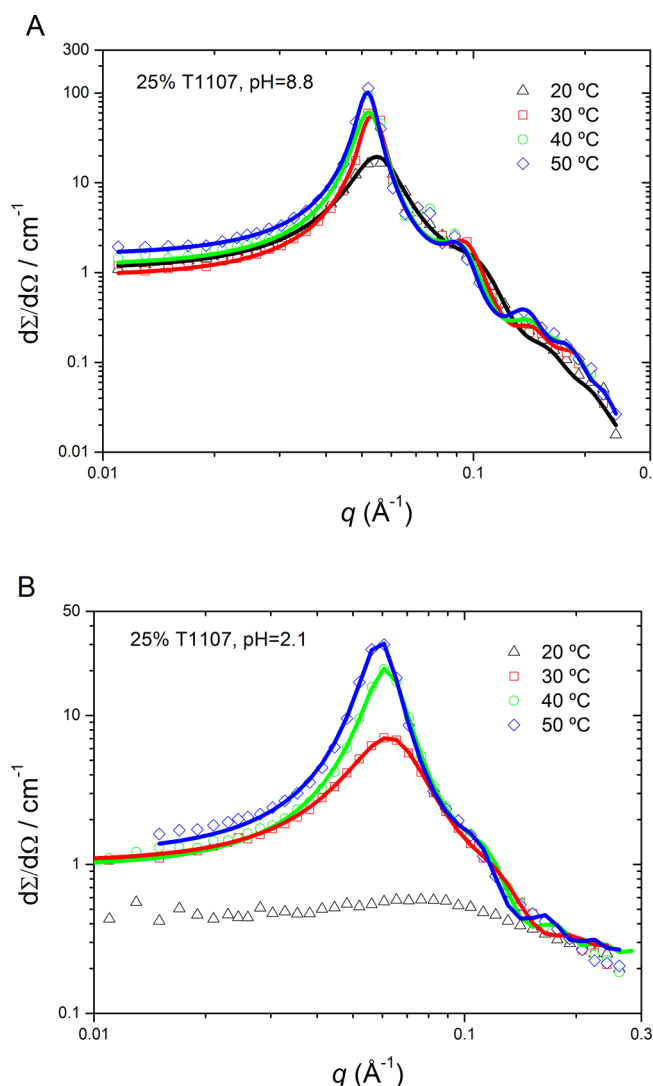 A
25% T1107, pH=8.8
20 ºC
30 ºC
40 ºC
50 ºC
300
100
10
1
0.1
0.01
dΣ/dΩ / cm⁻¹
0.01
0.1
0.
q (Å⁻¹)
B
25% T1107, pH=2.1
20 ºC
30 ºC
40 ºC
50 ºC
50
10
1
0.1
dΣ/dΩ / cm⁻¹
0.01
0.1
0.3
q (Å⁻¹)